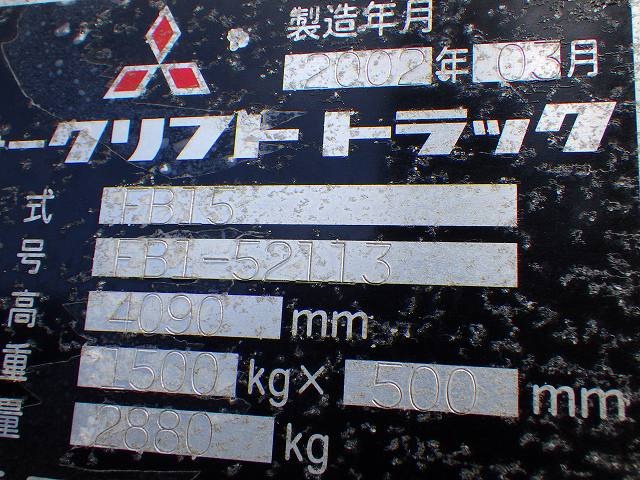 製造年月
2002年 03月
ークリフトトラック
式 FB15
号 FB1-52113
高 4090 mm
重 1500 kg× 500 mm
量 2880 kg